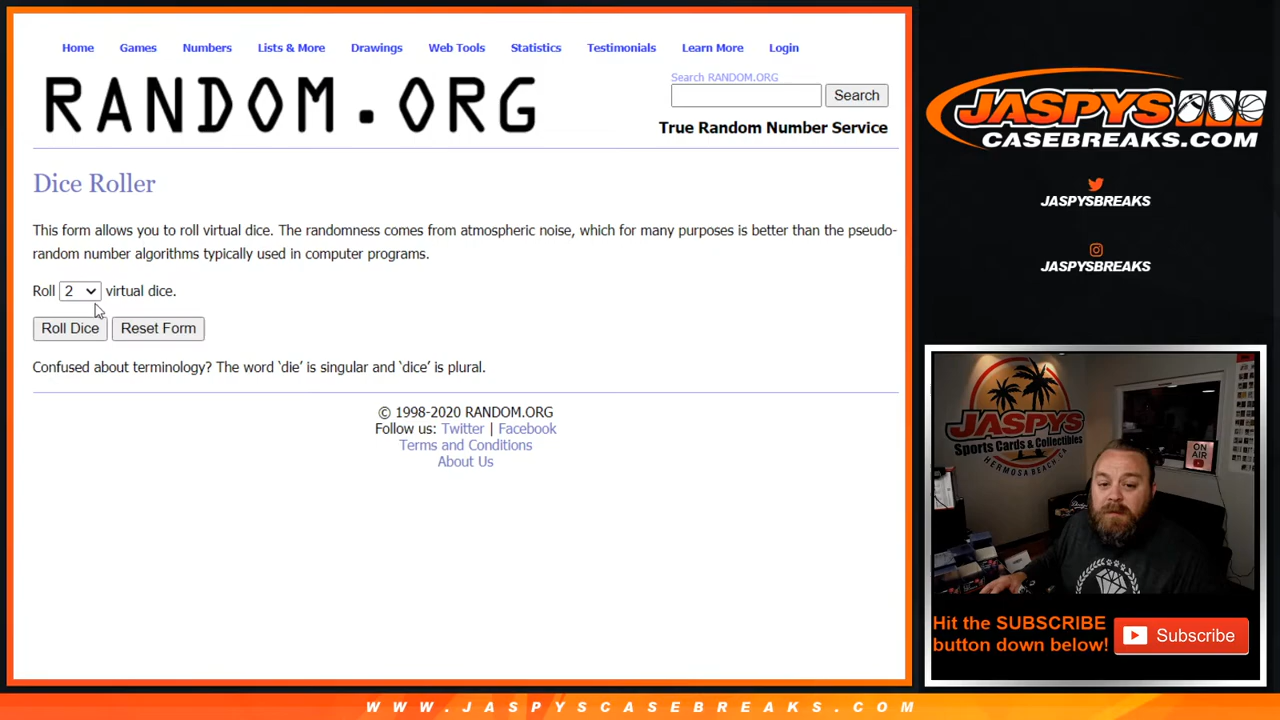 Home Games Numbers Lists & More Drawings Web Tools Statistics Testimonials Learn More Login
RANDOM.ORG
Search RANDOM.ORG
Search
True Random Number Service
Dice Roller
This form allows you to roll virtual dice. The randomness comes from atmospheric noise, which for many purposes is better than the pseudo-
random number algorithms typically used in computer programs.
Roll 2 virtual dice.
Roll Dice Reset Form
Confused about terminology? The word ‘die’ is singular and ‘dice’ is plural.
© 1998-2020 RANDOM.ORG
Follow us: Twitter | Facebook
Terms and Conditions
About Us
JASPYS
CASEBREAKS.COM
JASPYSBREAKS
JASPYSBREAKS
JASPYS
Sports Cards & Collectibles
HERMOSA BEACH CA
ON AIR
Hit the SUBSCRIBE
button down below!
Subscribe
WWW.JASPYSCASEBREAKS.COM